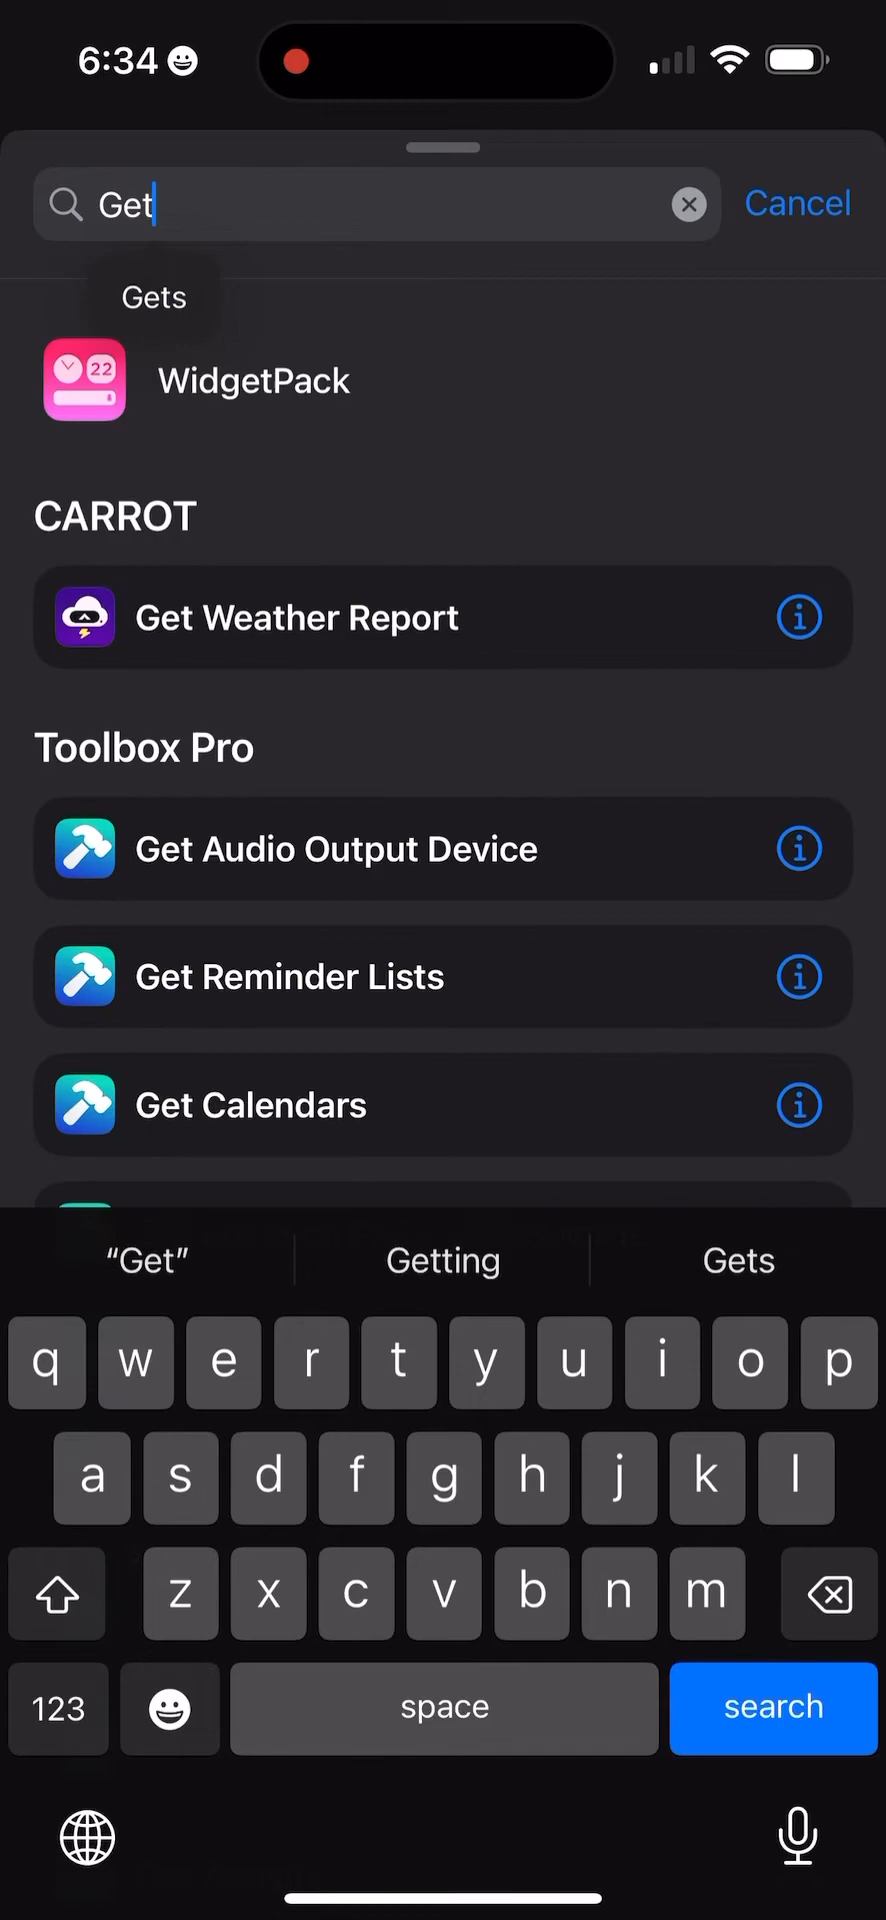 6:34
Get
Cancel
Gets
22
WidgetPack
CARROT
Get Weather Report
Toolbox Pro
Get Audio Output Device
Get Reminder Lists
Get Calendars
“Get”
Getting
Gets
q w e r t y u i o p
a s d f g h j k l
z x c v b n m
123
space
search